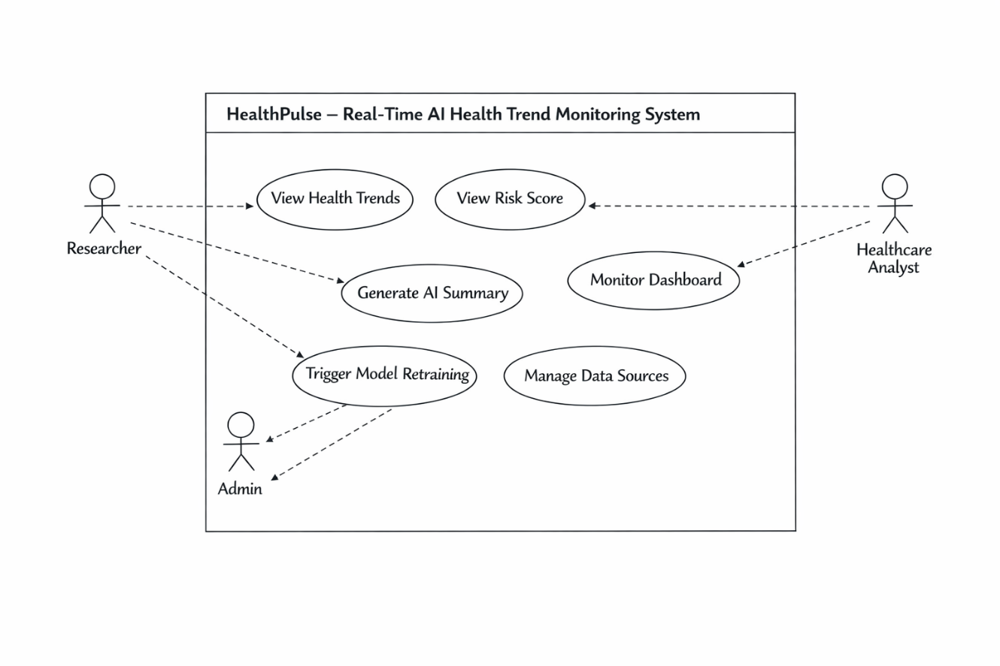 HealthPulse – Real-Time AI Health Trend Monitoring System
View Health Trends
View Risk Score
Researcher
Healthcare
Analyst
Monitor Dashboard
Generate AI Summary
Trigger Model Retraining
Manage Data Sources
Admin